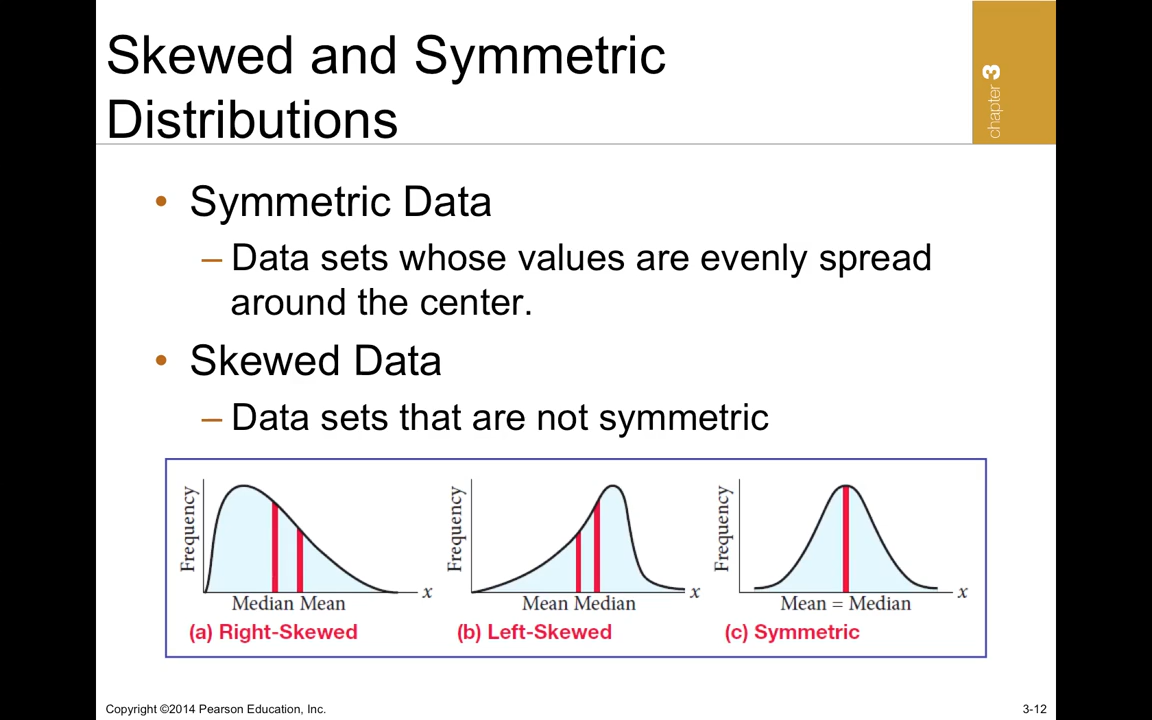 Skewed and Symmetric
Distributions
chapter 3
• Symmetric Data
– Data sets whose values are evenly spread
around the center.
• Skewed Data
– Data sets that are not symmetric
Frequency
x
Median Mean
(a) Right-Skewed
Frequency
x
Mean Median
(b) Left-Skewed
Frequency
x
Mean = Median
(c) Symmetric
Copyright ©2014 Pearson Education, Inc.
3-12